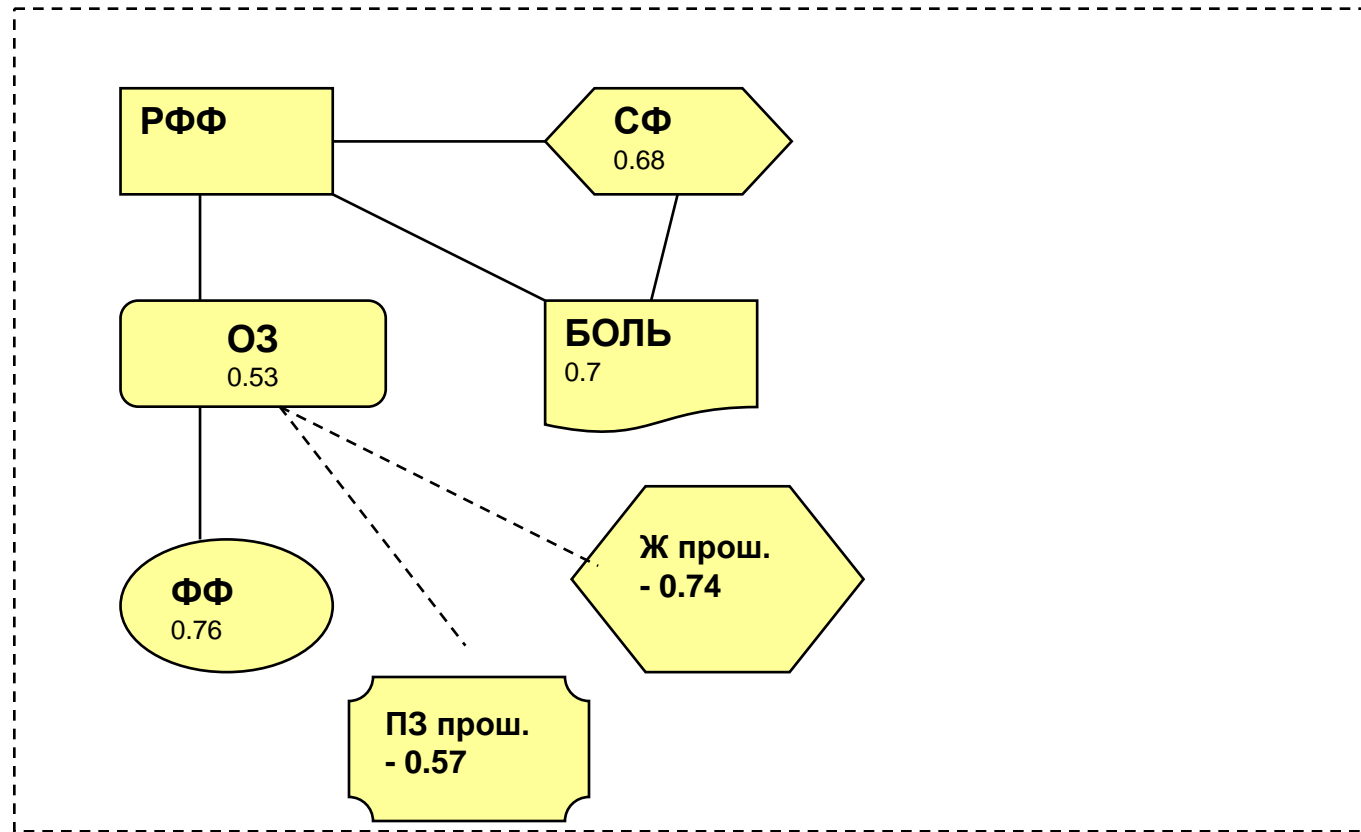 РФФ
СФ
0.68
ОЗ
0.53
БОЛЬ
0.7
ФФ
0.76
Ж прош.
- 0.74
ПЗ прош.
- 0.57